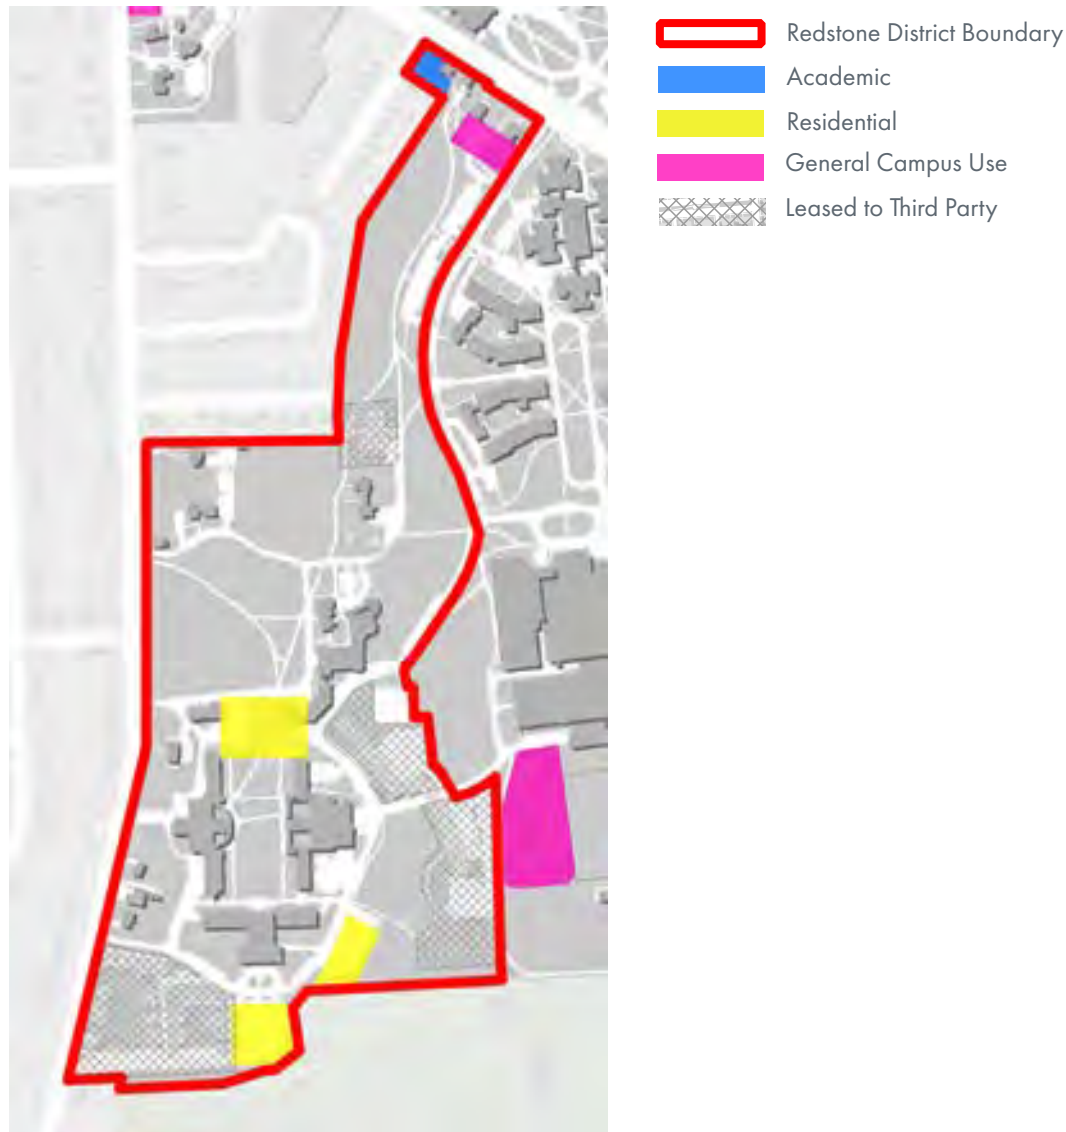 Redstone District Boundary
Academic
Residential
General Campus Use
Leased to Third Party